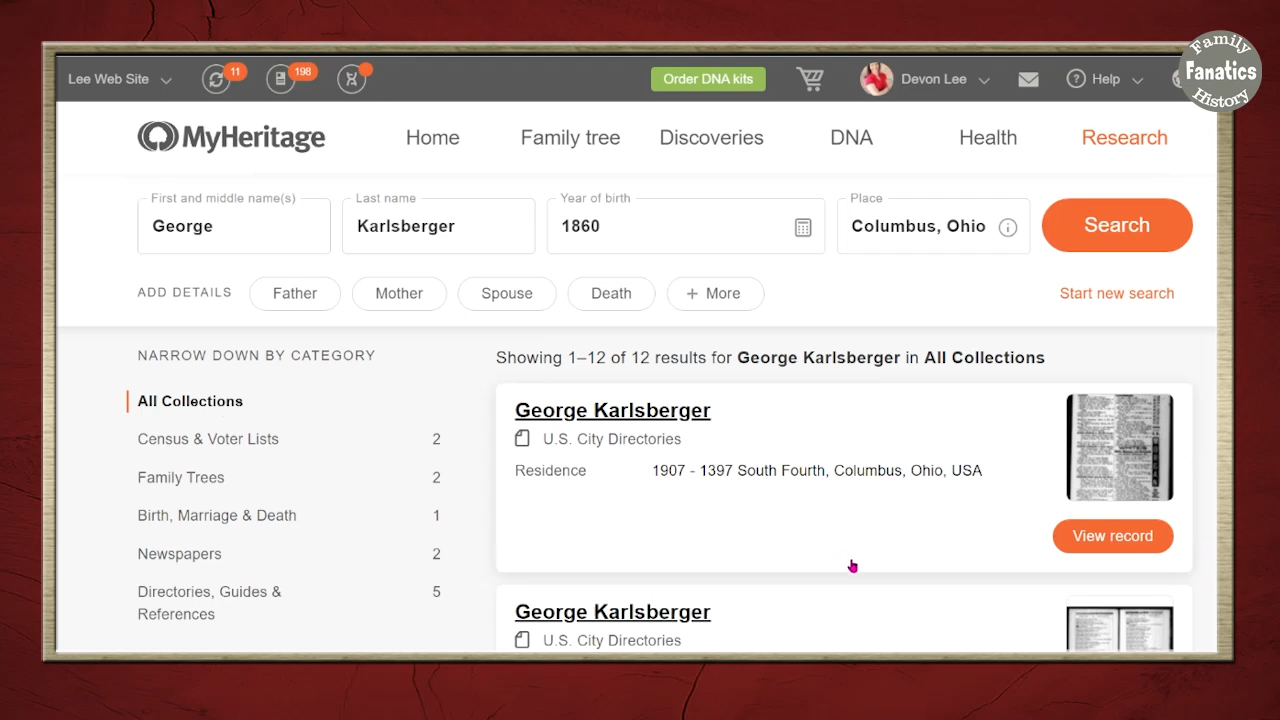 Family
Fanatics
History
Lee Web Site 11 198 Order DNA kits Devon Lee Help
MyHeritage Home Family tree Discoveries DNA Health Research
First and middle name(s) Last name Year of birth Place
George Karlsberger 1860 Columbus, Ohio Search
ADD DETAILS Father Mother Spouse Death + More Start new search
NARROW DOWN BY CATEGORY
All Collections
Census & Voter Lists 2
Family Trees 2
Birth, Marriage & Death 1
Newspapers 2
Directories, Guides & 5
References
Showing 1–12 of 12 results for George Karlsberger in All Collections
George Karlsberger
U.S. City Directories
Residence 1907 - 1397 South Fourth, Columbus, Ohio, USA
View record
George Karlsberger
U.S. City Directories